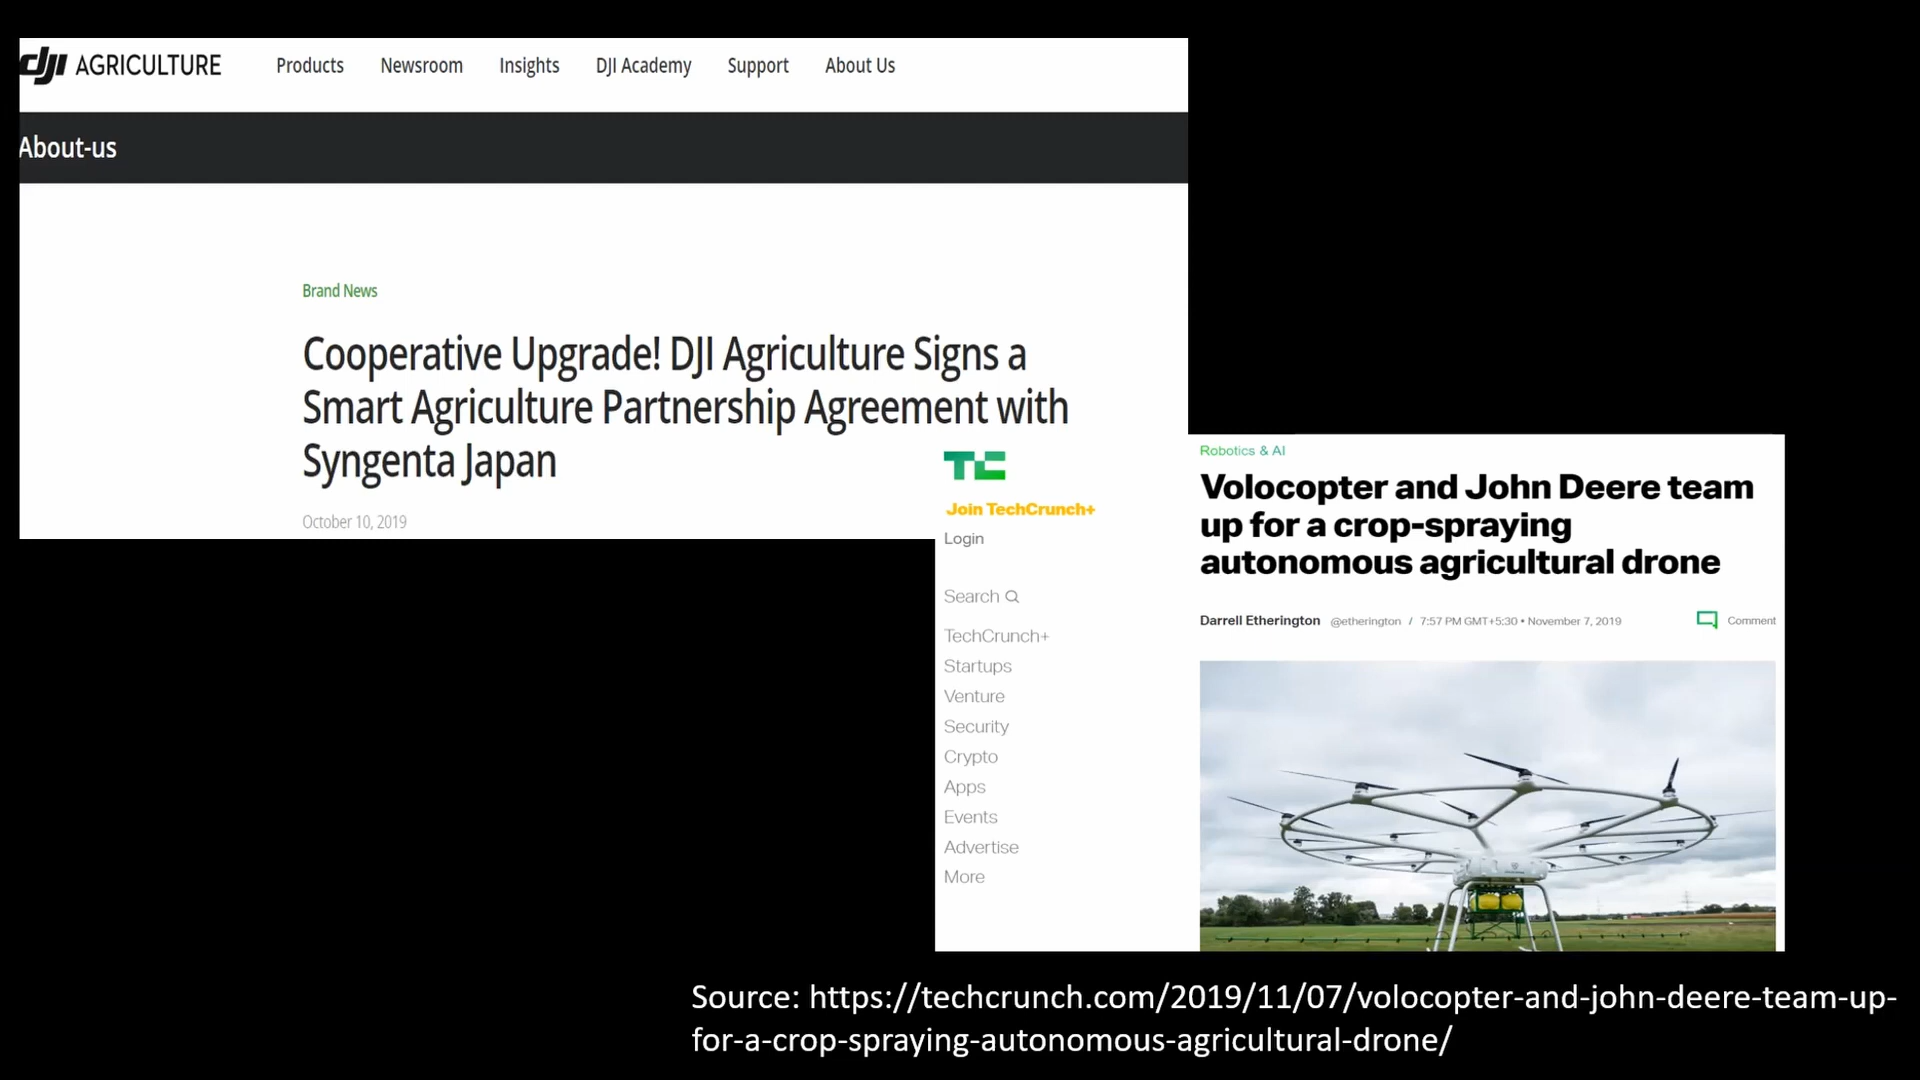 dji AGRICULTURE Products Newsroom Insights DJI Academy Support About Us
About-us
Brand News
Cooperative Upgrade! DJI Agriculture Signs a
Smart Agriculture Partnership Agreement with
Syngenta Japan
October 10, 2019
TC
Join TechCrunch+
Login
Search
TechCrunch+
Startups
Venture
Security
Crypto
Apps
Events
Advertise
More
Robotics & AI
Volocopter and John Deere team
up for a crop-spraying
autonomous agricultural drone
Darrell Etherington @etherington / 7:57 PM GMT+5:30 • November 7, 2019 Comment
Source: https://techcrunch.com/2019/11/07/volocopter-and-john-deere-team-up-
for-a-crop-spraying-autonomous-agricultural-drone/